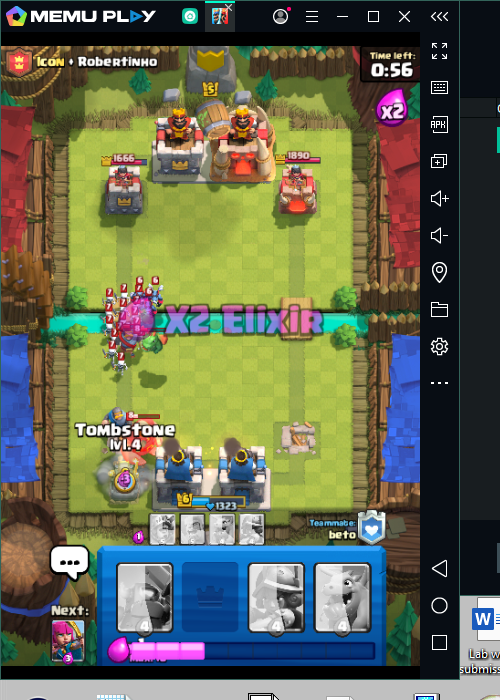 MEMU PLAY
Icon + Robertinho
Time left:
0:56
x2
1666
1890
X2 Elixir
Tombstone
lvl.4
6
1323
Teammate:
beto
4
4
4
Next:
3
APK
Lab w
submiss